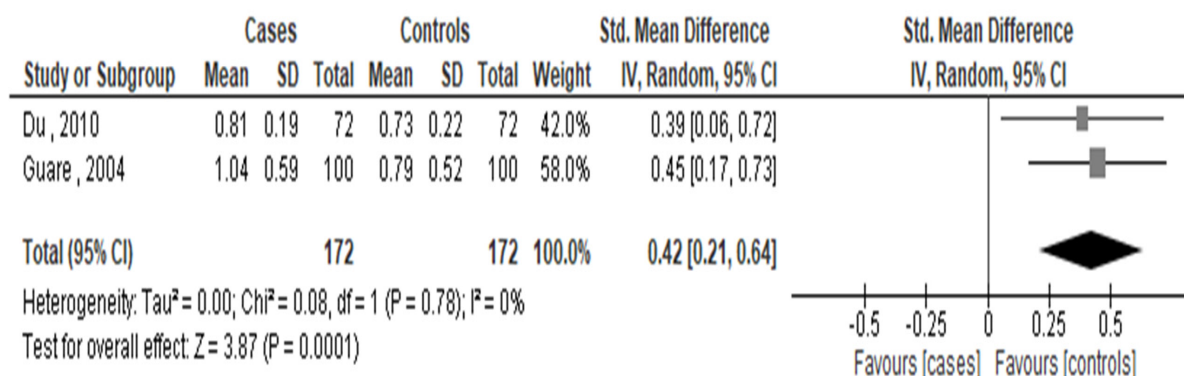 Cases Controls Std. Mean Difference Std. Mean Difference
Study or Subgroup Mean SD Total Mean SD Total Weight IV, Random, 95% CI IV, Random, 95% CI
Du , 2010 0.81 0.19 72 0.73 0.22 72 42.0% 0.39 [0.06, 0.72]
Guare , 2004 1.04 0.59 100 0.79 0.52 100 58.0% 0.45 [0.17, 0.73]
Total (95% CI) 172 172 100.0% 0.42 [0.21, 0.64]
Heterogeneity: Tau² = 0.00; Chi² = 0.08, df = 1 (P = 0.78); I² = 0%
Test for overall effect: Z = 3.87 (P = 0.0001)
-0.5 -0.25 0 0.25 0.5
Favours [cases] Favours [controls]